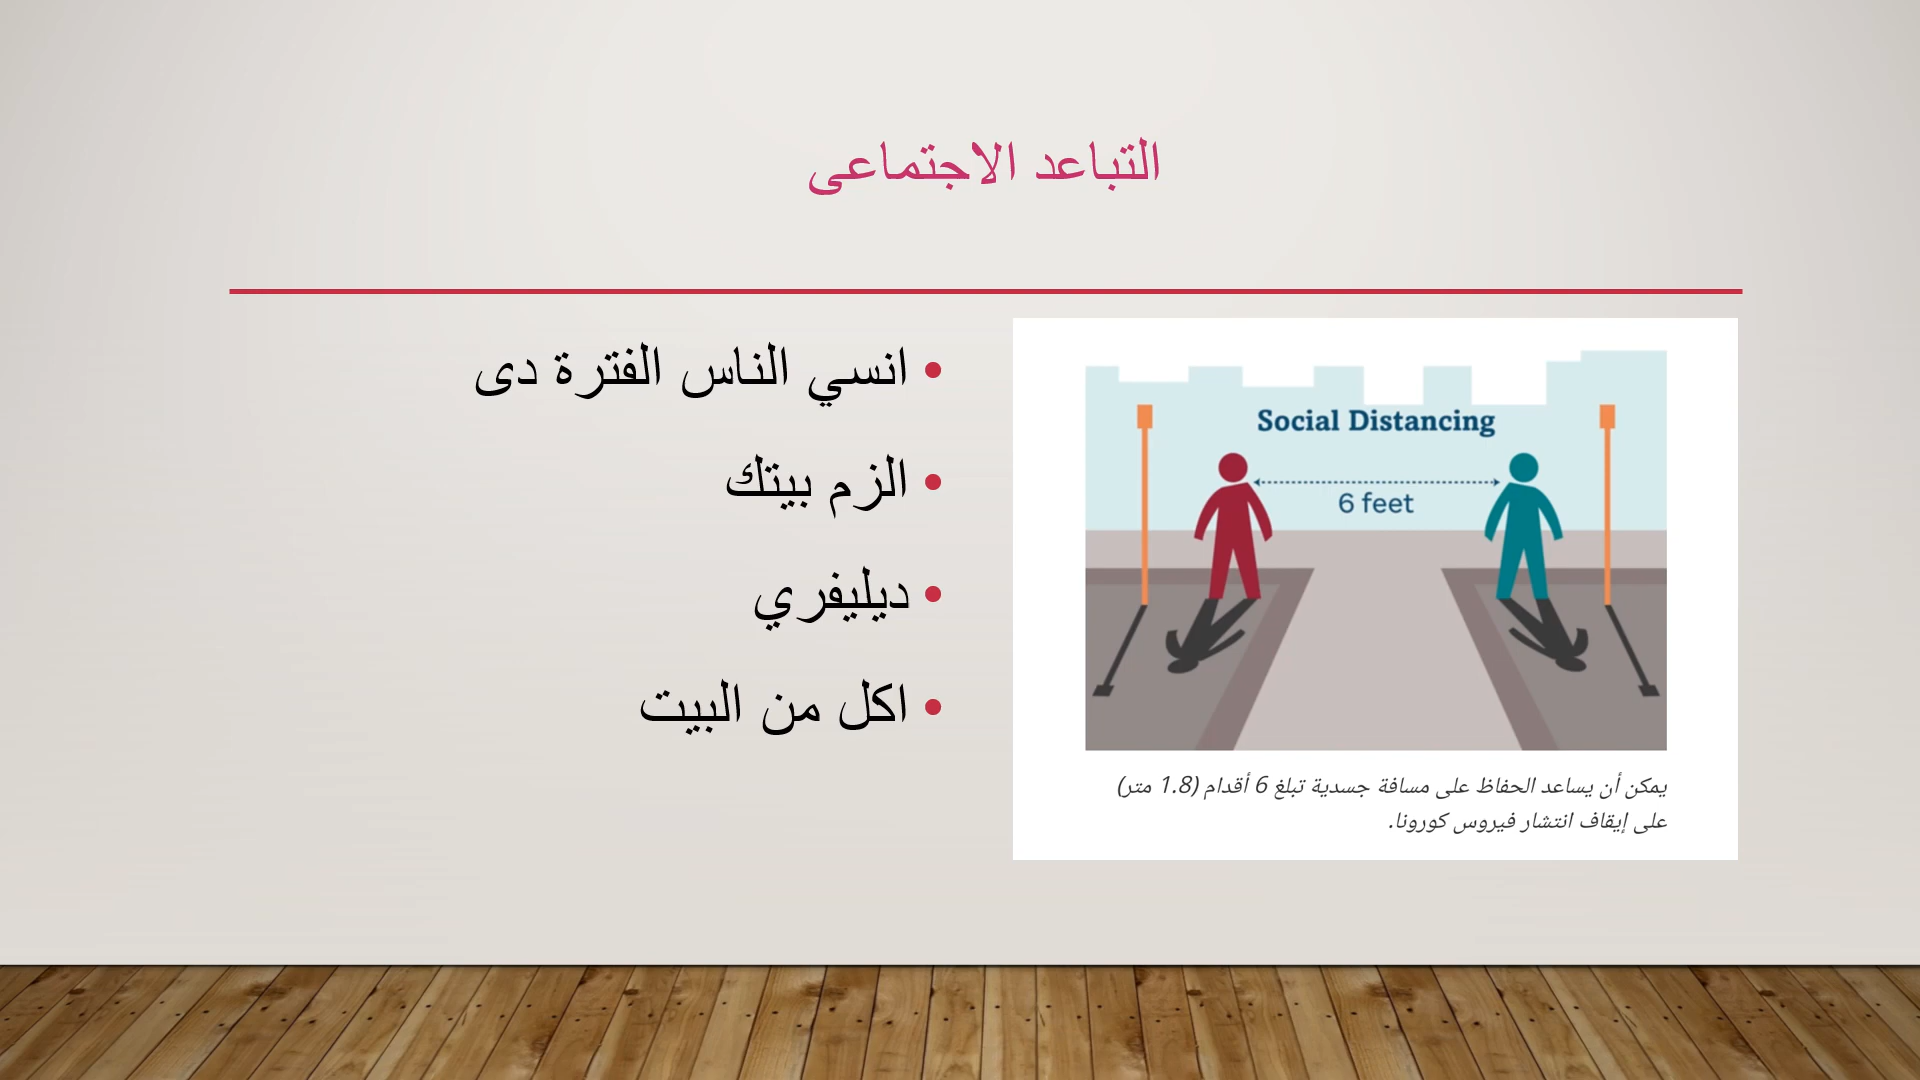 التباعد الاجتماعى
Social Distancing
6 feet
يمكن أن يساعد الحفاظ على مسافة جسدية تبلغ 6 أقدام (1.8 متر)
على إيقاف انتشار فيروس كورونا.
• انسي الناس الفترة دى
• الزم بيتك
• ديليفري
• اكل من البيت